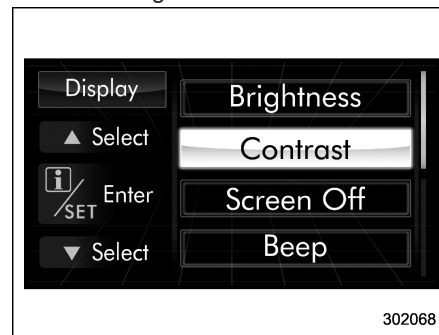 Display
▲ Select
i/SET Enter
▼ Select
Brightness
Contrast
Screen Off
Beep
302068